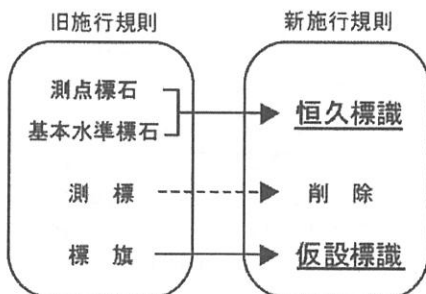 旧施行規則
新施行規則
測点標石
基本水準標石
恒久標識
測 標
削 除
標 旗
仮設標識